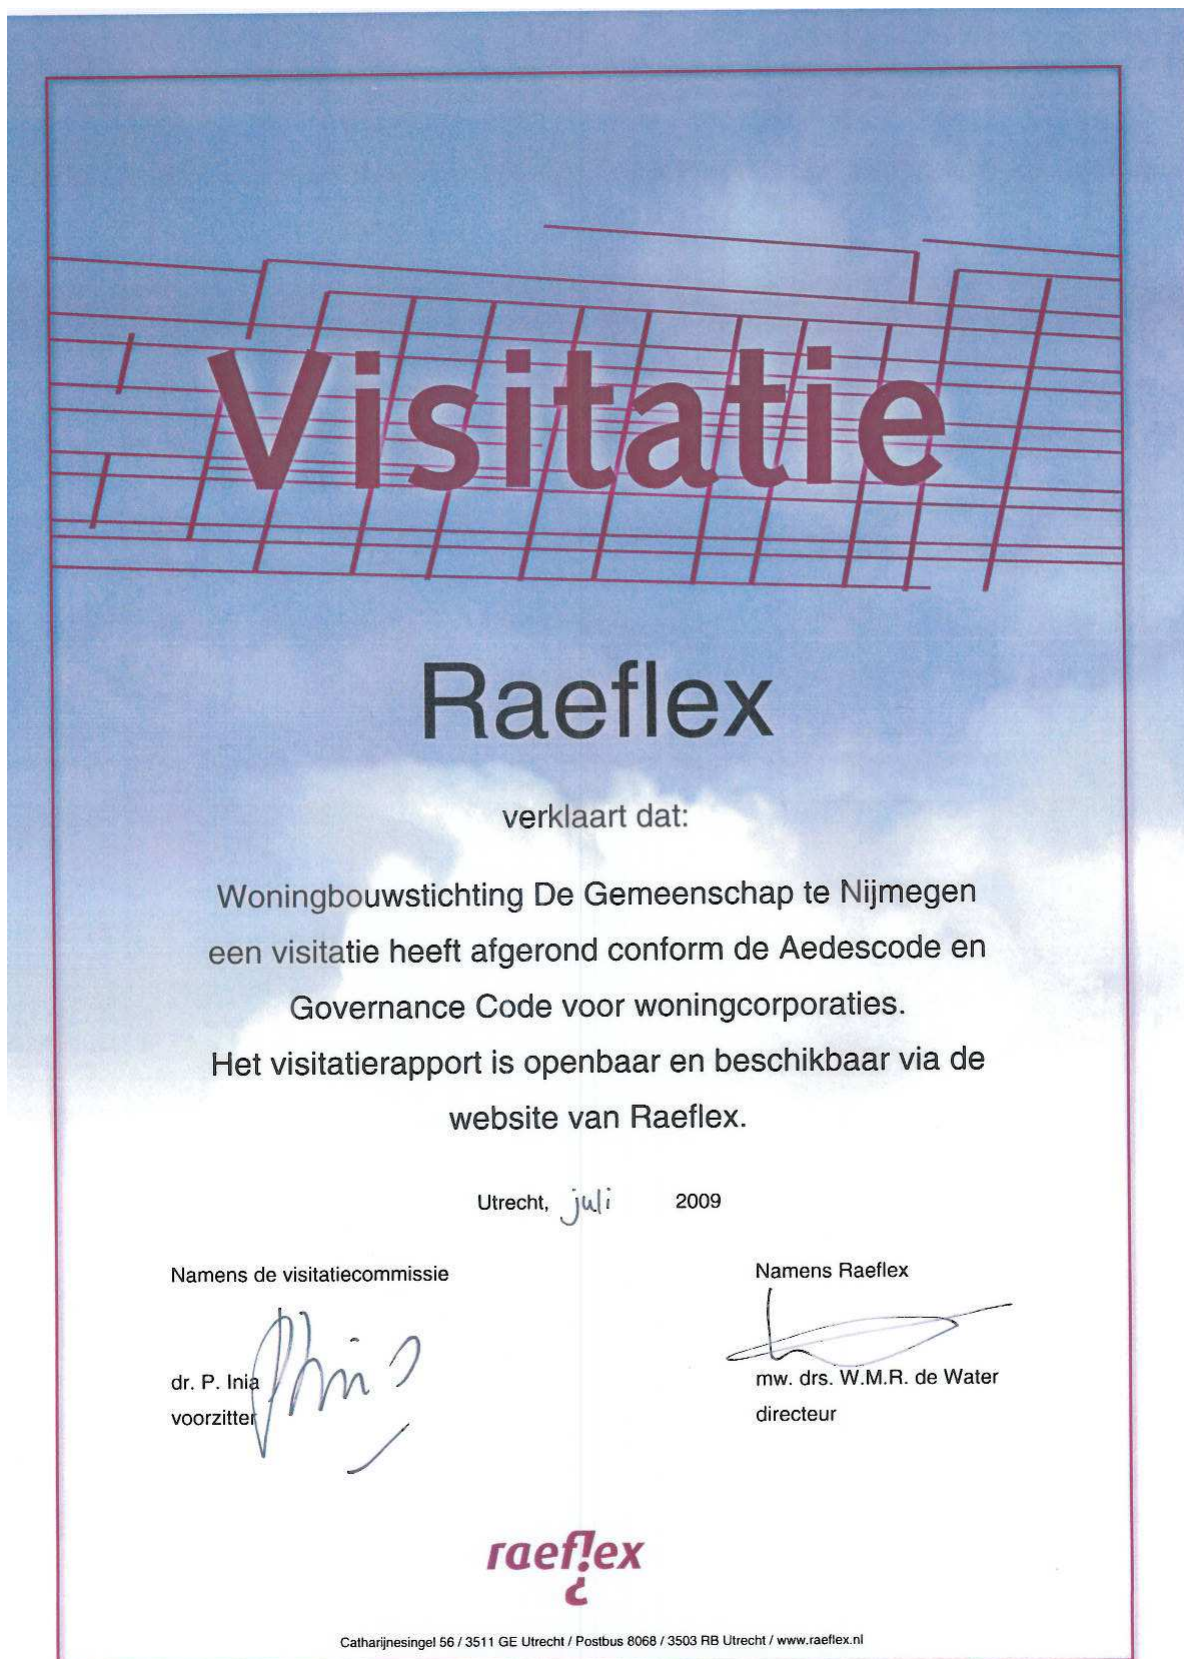 Visitatie
Raeflex
verklaart dat:
Woningbouwstichting De Gemeenschap te Nijmegen
een visitatie heeft afgerond conform de Aedescode en
Governance Code voor woningcorporaties.
Het visitatierapport is openbaar en beschikbaar via de
website van Raeflex.
Utrecht, juli 2009
Namens de visitatiecommissie
dr. P. Inia
voorzitter
Namens Raeflex
mw. drs. W.M.R. de Water
directeur
raeflex
Catharijnesingel 56 / 3511 GE Utrecht / Postbus 8068 / 3503 RB Utrecht / www.raeflex.nl